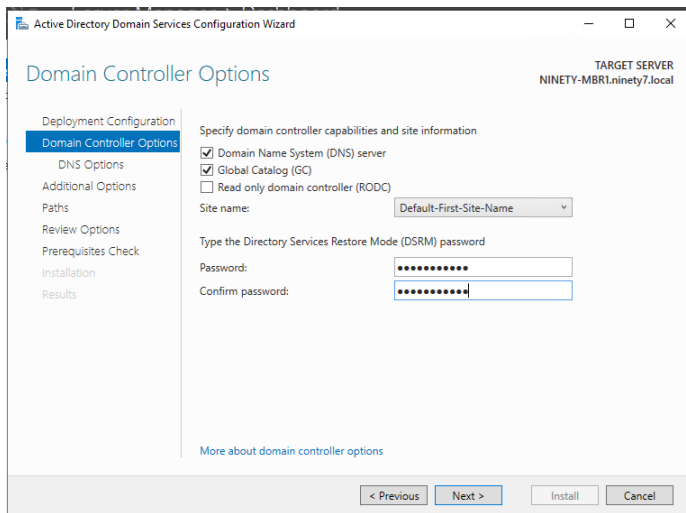 Active Directory Domain Services Configuration Wizard
Domain Controller Options
TARGET SERVER
NINETY-MBR1.ninety7.local
Deployment Configuration
Domain Controller Options
DNS Options
Additional Options
Paths
Review Options
Prerequisites Check
Installation
Results
Specify domain controller capabilities and site information
Domain Name System (DNS) server
Global Catalog (GC)
Read only domain controller (RODC)
Site name: Default-First-Site-Name
Type the Directory Services Restore Mode (DSRM) password
Password: ●●●●●●●●●●●
Confirm password: ●●●●●●●●●●●
More about domain controller options
< Previous Next > Install Cancel